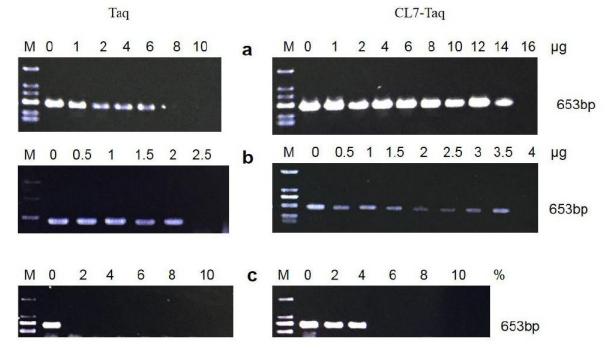 Taq CL7-Taq
M 0 1 2 4 6 8 10 a M 0 1 2 4 6 8 10 12 14 16 µg
653bp
M 0 0.5 1 1.5 2 2.5 b M 0 0.5 1 1.5 2 2.5 3 3.5 4 µg
653bp
M 0 2 4 6 8 10 c M 0 2 4 6 8 10 %
653bp